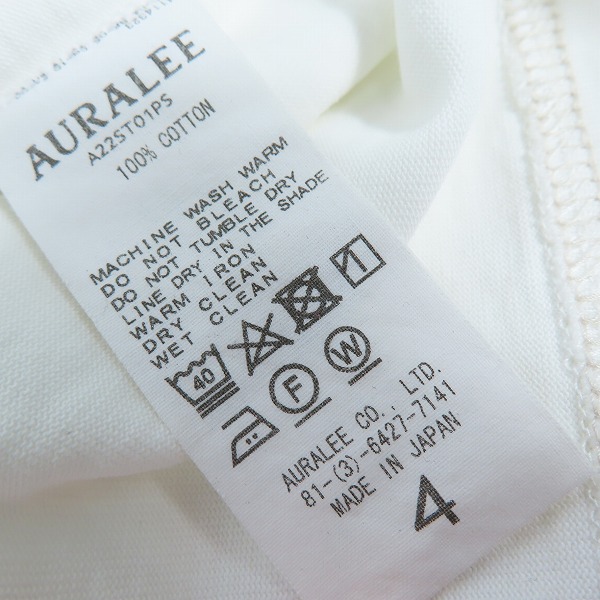 AURALEE
A22ST01PS
100% COTTON
MACHINE WASH WARM
DO NOT BLEACH
DO NOT TUMBLE DRY
LINE DRY IN THE SHADE
WARM IRON
DRY CLEAN
WET CLEAN
40
F
W
AURALEE CO., LTD.
81-(3)-6427-7141
MADE IN JAPAN
4